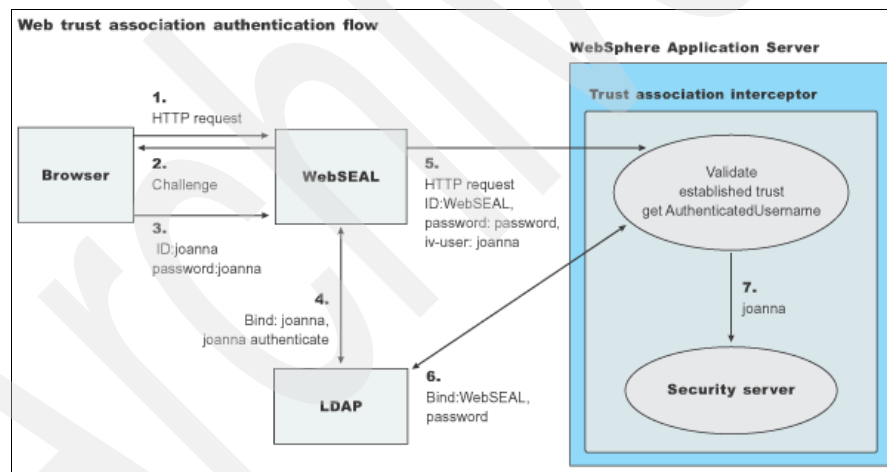 Web trust association authentication flow
WebSphere Application Server
Trust association interceptor
1.
HTTP request
Browser
2.
Challenge
3.
ID:joanna
password:joanna
WebSEAL
5.
HTTP request
ID:WebSEAL,
password: password,
iv-user: joanna
Validate
established trust
get AuthenticatedUsername
4.
Bind: joanna,
joanna authenticate
7.
joanna
LDAP
6.
Bind:WebSEAL,
password
Security server